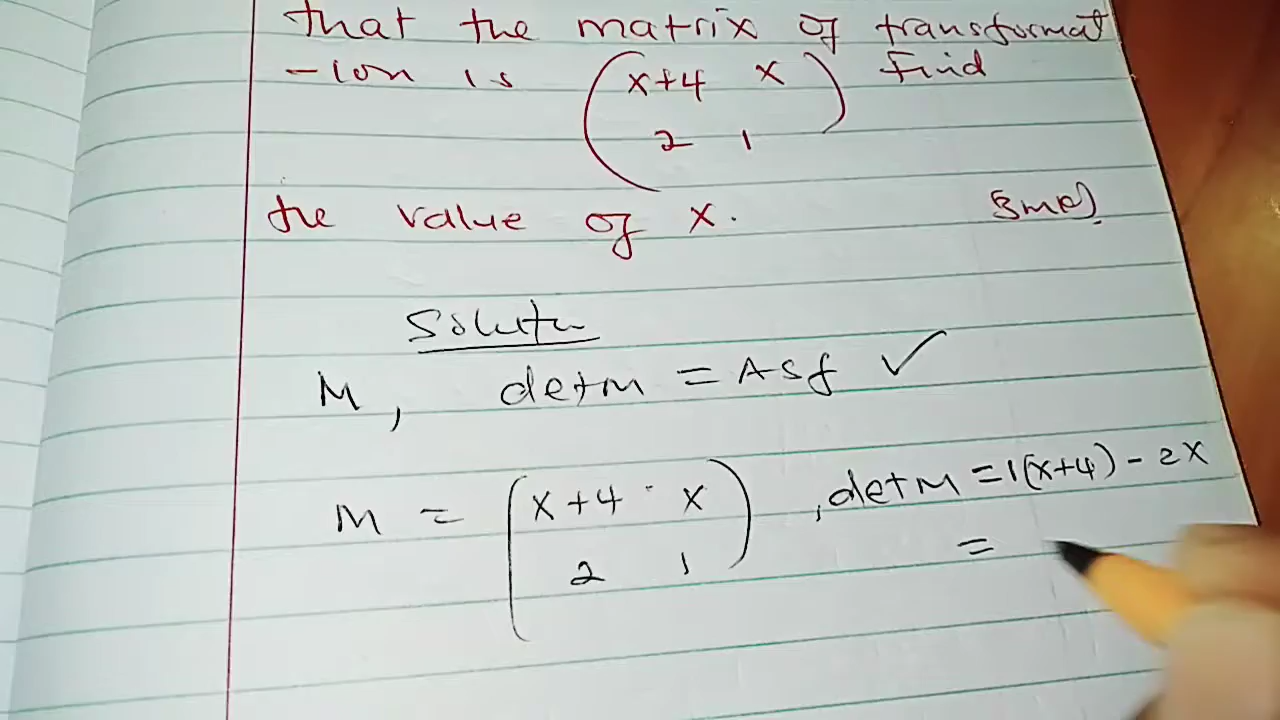 that the matrix of transformat
-ion is (x+4 x) Find
2 1
the value of x. 3mk)
Solutn
M, detm = Asf ✓
M = (x+4 x), detm = 1(x+4) - 2x
2 1 =